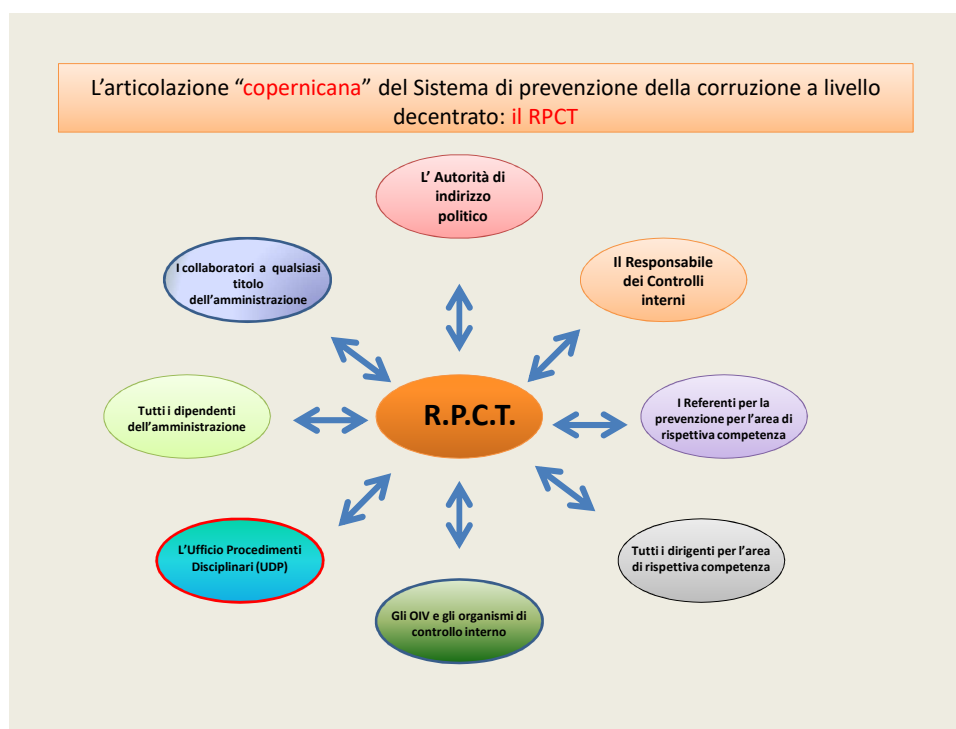 L’articolazione “copernicana” del Sistema di prevenzione della corruzione a livello
decentrato: il RPCT
L’ Autorità di
indirizzo
politico
I collaboratori a qualsiasi
titolo
dell’amministrazione
Il Responsabile
dei Controlli
interni
Tutti i dipendenti
dell’amministrazione
R.P.C.T.
I Referenti per la
prevenzione per l’area di
rispettiva competenza
L’Ufficio Procedimenti
Disciplinari (UDP)
Tutti i dirigenti per l’area
di rispettiva competenza
Gli OIV e gli organismi di
controllo interno